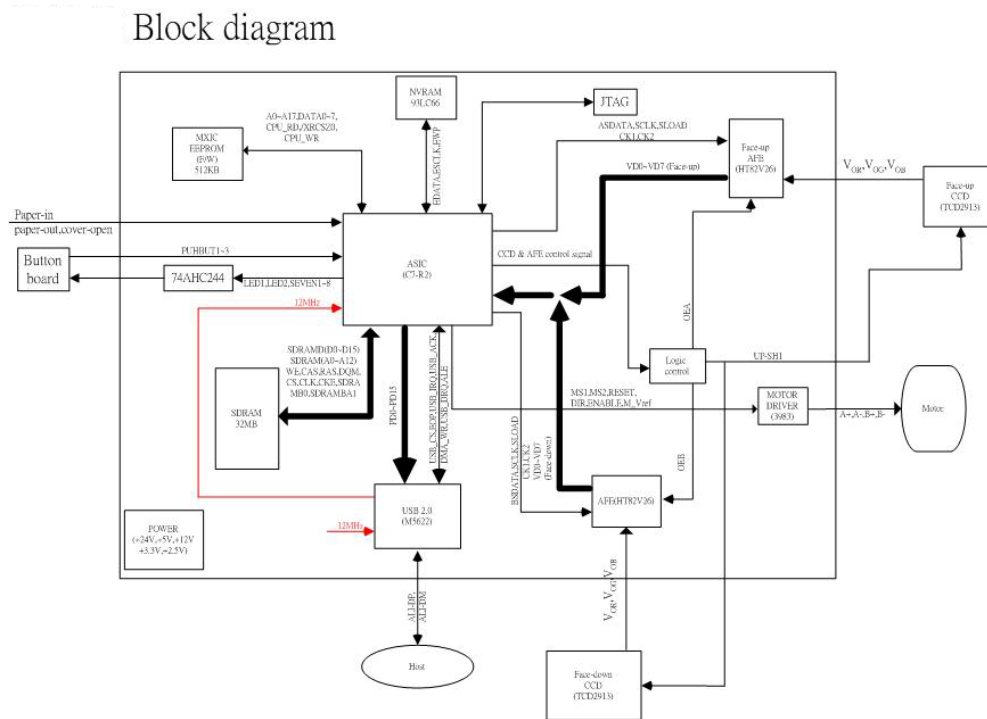 Block diagram
NVRAM
93LC66
JTAG
A0~A17,DATA0~7,
CPU_RD,/XRCSZ0,
CPU_WR
MXIC
EEPROM
(F/W)
512KB
EDATA,ESCLK,EWP
ASDATA,SCLK,SLOAD
CK1,CK2
Face-up
AFE
(HT82V26)
VD0~VD7 (Face-up)
VOR,VOG,VOB
Face-up
CCD
(TCD2913)
Paper-in
paper-out,cover-open
Button
board
PUHBUT1~3
74AHC244
LED1,LED2,SEVEN1~8
ASIC
(C7-R2)
CCD & AFE control signal
12MHz
OEA
SDRAMD(D0~D15)
SDRAM(A0~A12)
WE,CAS,RAS,DQM,
CS,CLK,CKE,SDRA
MB0,SDRAMBA1
SDRAM
32MB
PD0~PD15
USB_CS,EOP,USB_IRQ,USB_ACK
DMA_WR,USB_DRQ,ALE
Logic
control
UP-SH1
MS1,MS2,RESET,
DIR,ENABLE,M_Vref
MOTOR
DRIVER
(3983)
A+,A-,B+,B-
Motor
BSDATA,SCLK,SLOAD
CK1,CK2
VD0~VD7
(Face-down)
OEB
AFE(HT82V26)
USB 2.0
(M5622)
12MHz
POWER
(+24V,+5V,+12V
+3.3V,+2.5V)
ALI-DP,
ALI-DM
Host
VOR,VOG,VOB
Face-down
CCD
(TCD2913)